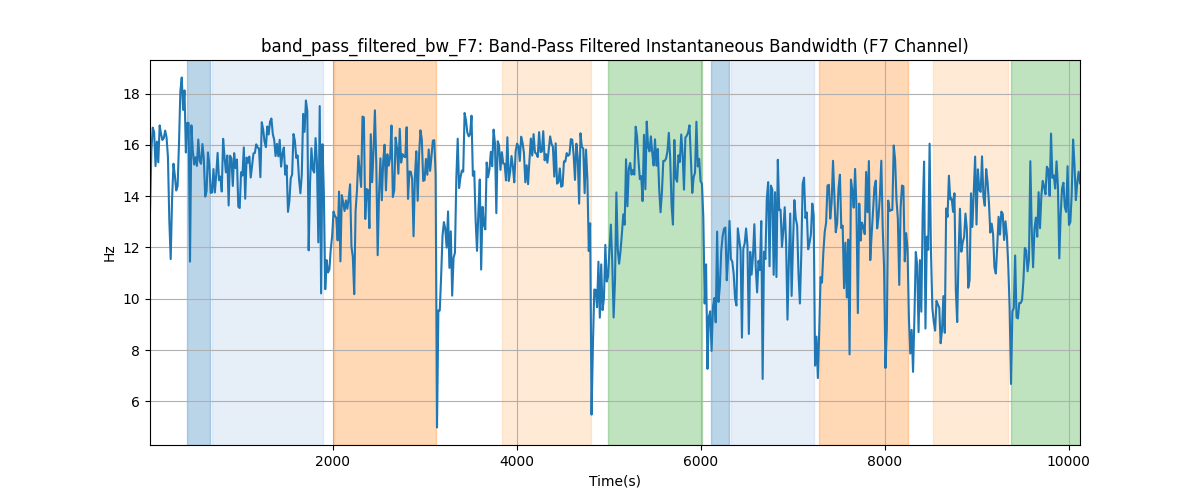 band_pass_filtered_bw_F7: Band-Pass Filtered Instantaneous Bandwidth (F7 Channel)
18
16
14
12
10
8
6
Hz
2000 4000 6000 8000 10000
Time(s)